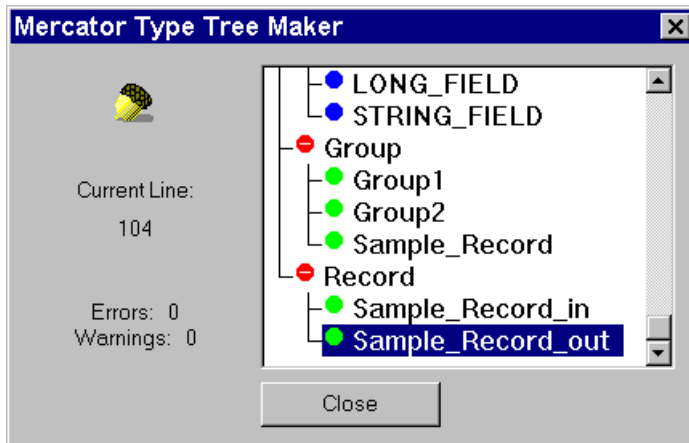 Mercator Type Tree Maker
Current Line:
104
Errors: 0
Warnings: 0
LONG_FIELD
STRING_FIELD
Group
Group1
Group2
Sample_Record
Record
Sample_Record_in
Sample_Record_out
Close